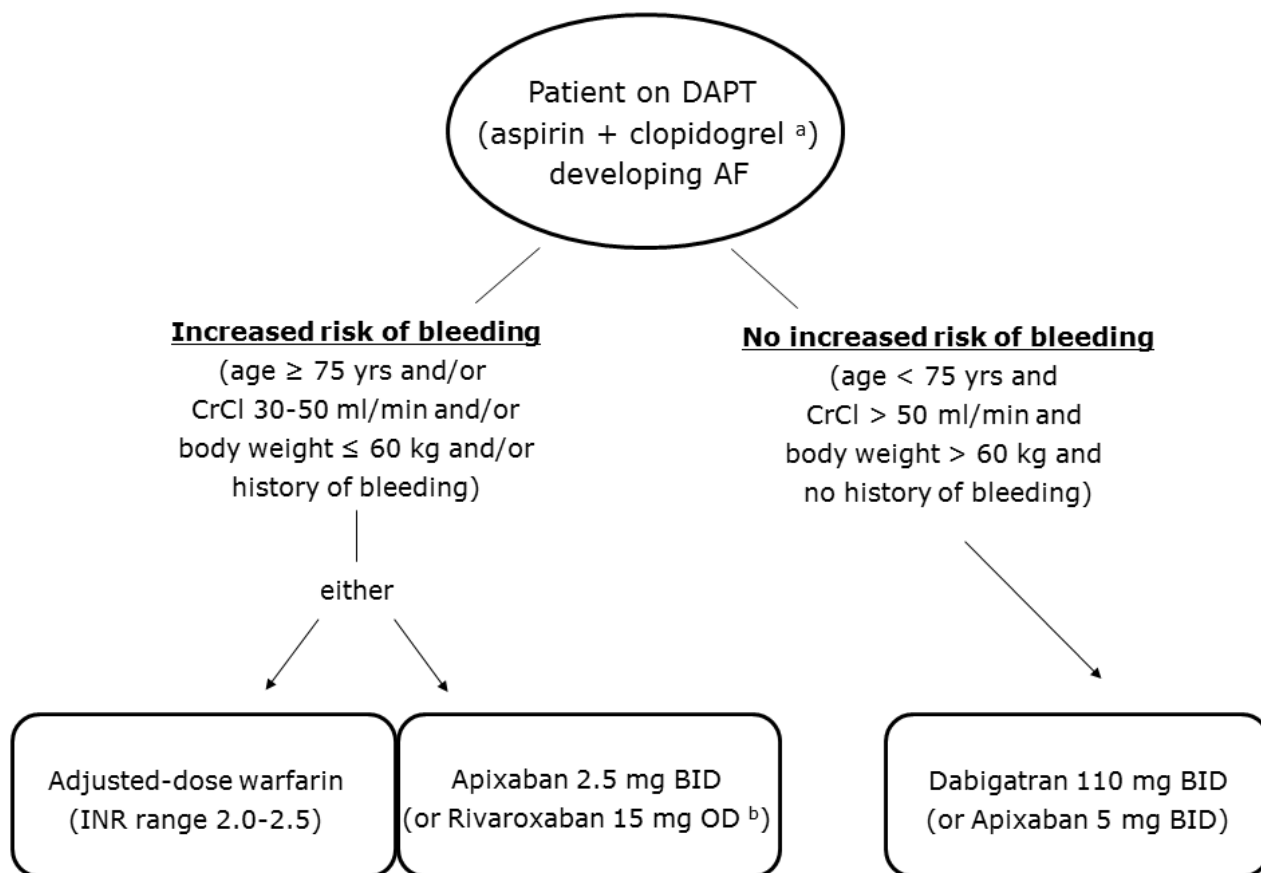 Patient on DAPT
(aspirin + clopidogrel ᵃ)
developing AF
Increased risk of bleeding
(age ≥ 75 yrs and/or
CrCl 30-50 ml/min and/or
body weight ≤ 60 kg and/or
history of bleeding)
No increased risk of bleeding
(age < 75 yrs and
CrCl > 50 ml/min and
body weight > 60 kg and
no history of bleeding)
either
Adjusted-dose warfarin
(INR range 2.0-2.5)
Apixaban 2.5 mg BID
(or Rivaroxaban 15 mg OD ᵇ)
Dabigatran 110 mg BID
(or Apixaban 5 mg BID)